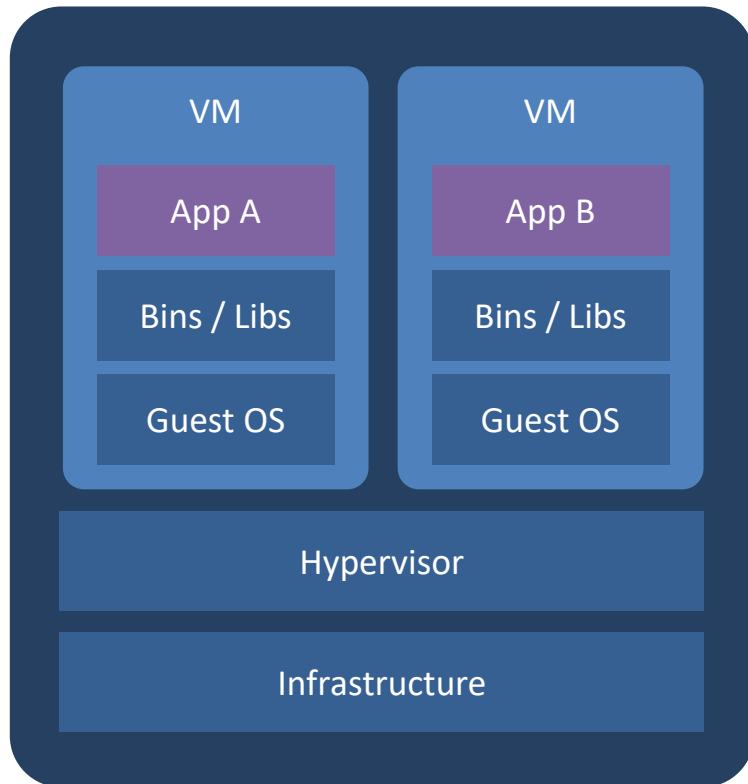 VM
App A
Bins / Libs
Guest OS
VM
App B
Bins / Libs
Guest OS
Hypervisor
Infrastructure